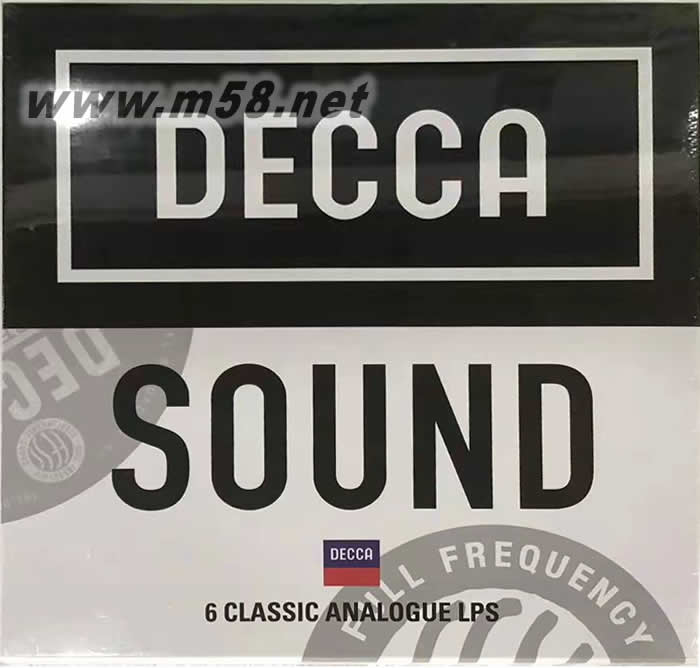 www.m58.net
DECCA
SOUND
DECCA
FULL FREQUENCY
6 CLASSIC ANALOGUE LPS